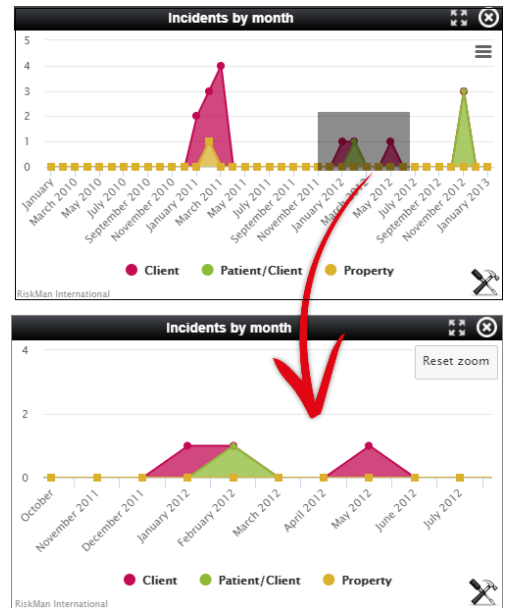 Incidents by month
5
4
3
2
1
0
January
March 2010
May 2010
July 2010
September 2010
November 2010
January 2011
March 2011
May 2011
July 2011
September 2011
November 2011
January 2012
March 2012
May 2012
July 2012
September 2012
November 2012
January 2013
Client Patient/Client Property
RiskMan International
Incidents by month
Reset zoom
4
2
0
October
November 2011
December 2011
January 2012
February 2012
March 2012
April 2012
May 2012
June 2012
July 2012
Client Patient/Client Property
RiskMan International